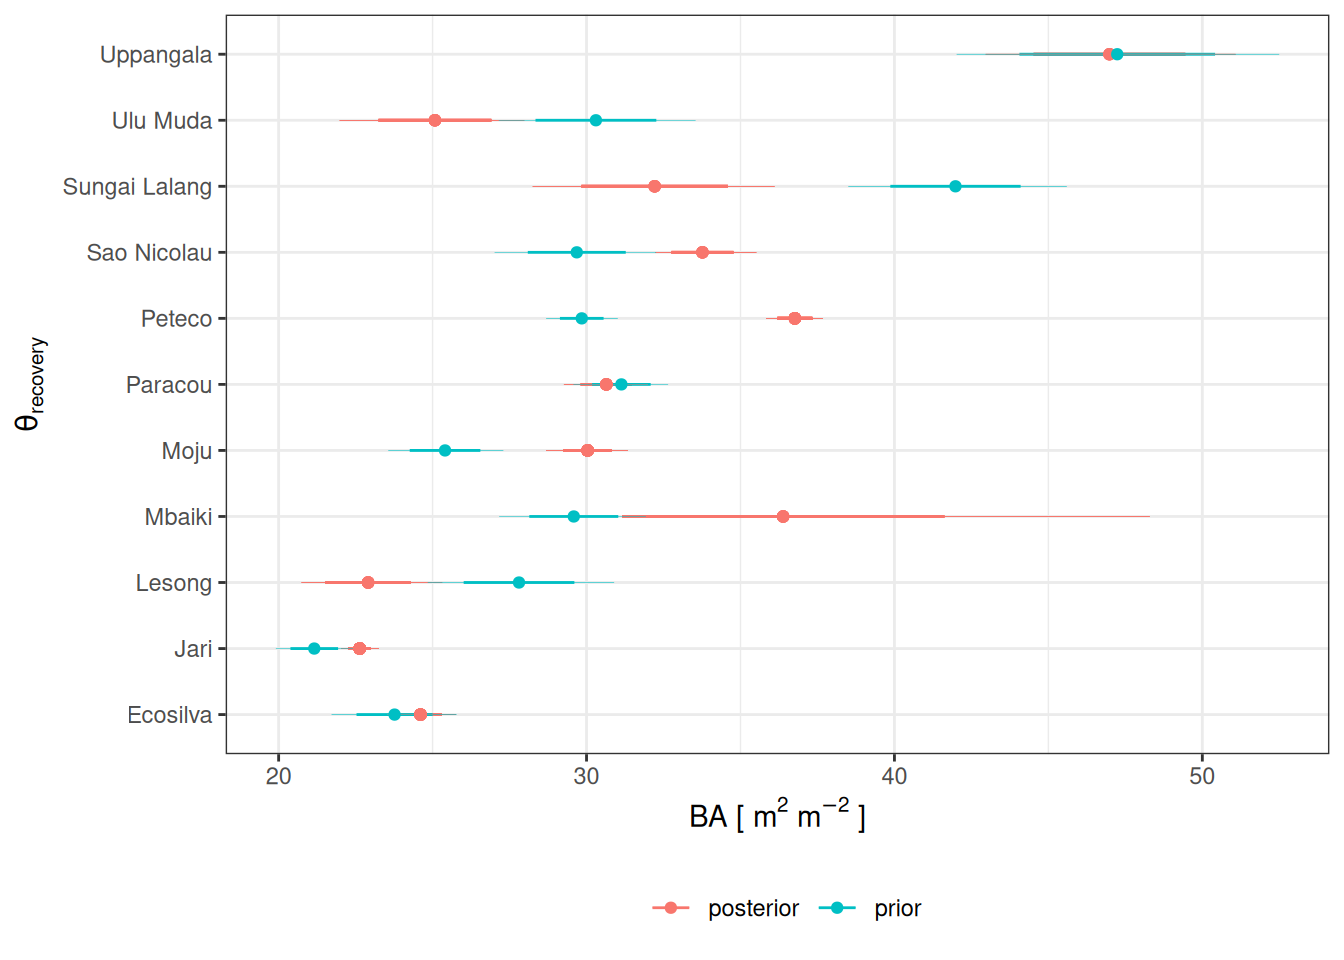 Uppangala
Ulu Muda
Sungai Lalang
Sao Nicolau
Peteco
Paracou
Moju
Mbaiki
Lesong
Jari
Ecosilva
θrecovery
20 30 40 50
BA [ m² m⁻² ]
posterior prior